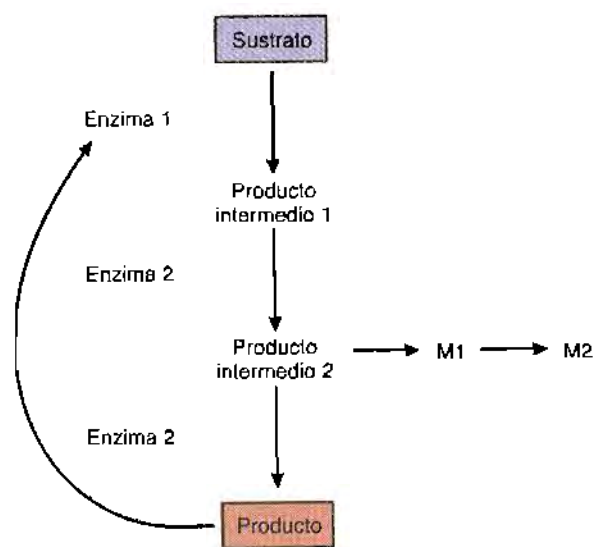 Sustrato
Enzima 1
Producto
intermedio 1
Enzima 2
Producto
intermedio 2
M1
M2
Enzima 2
Producto